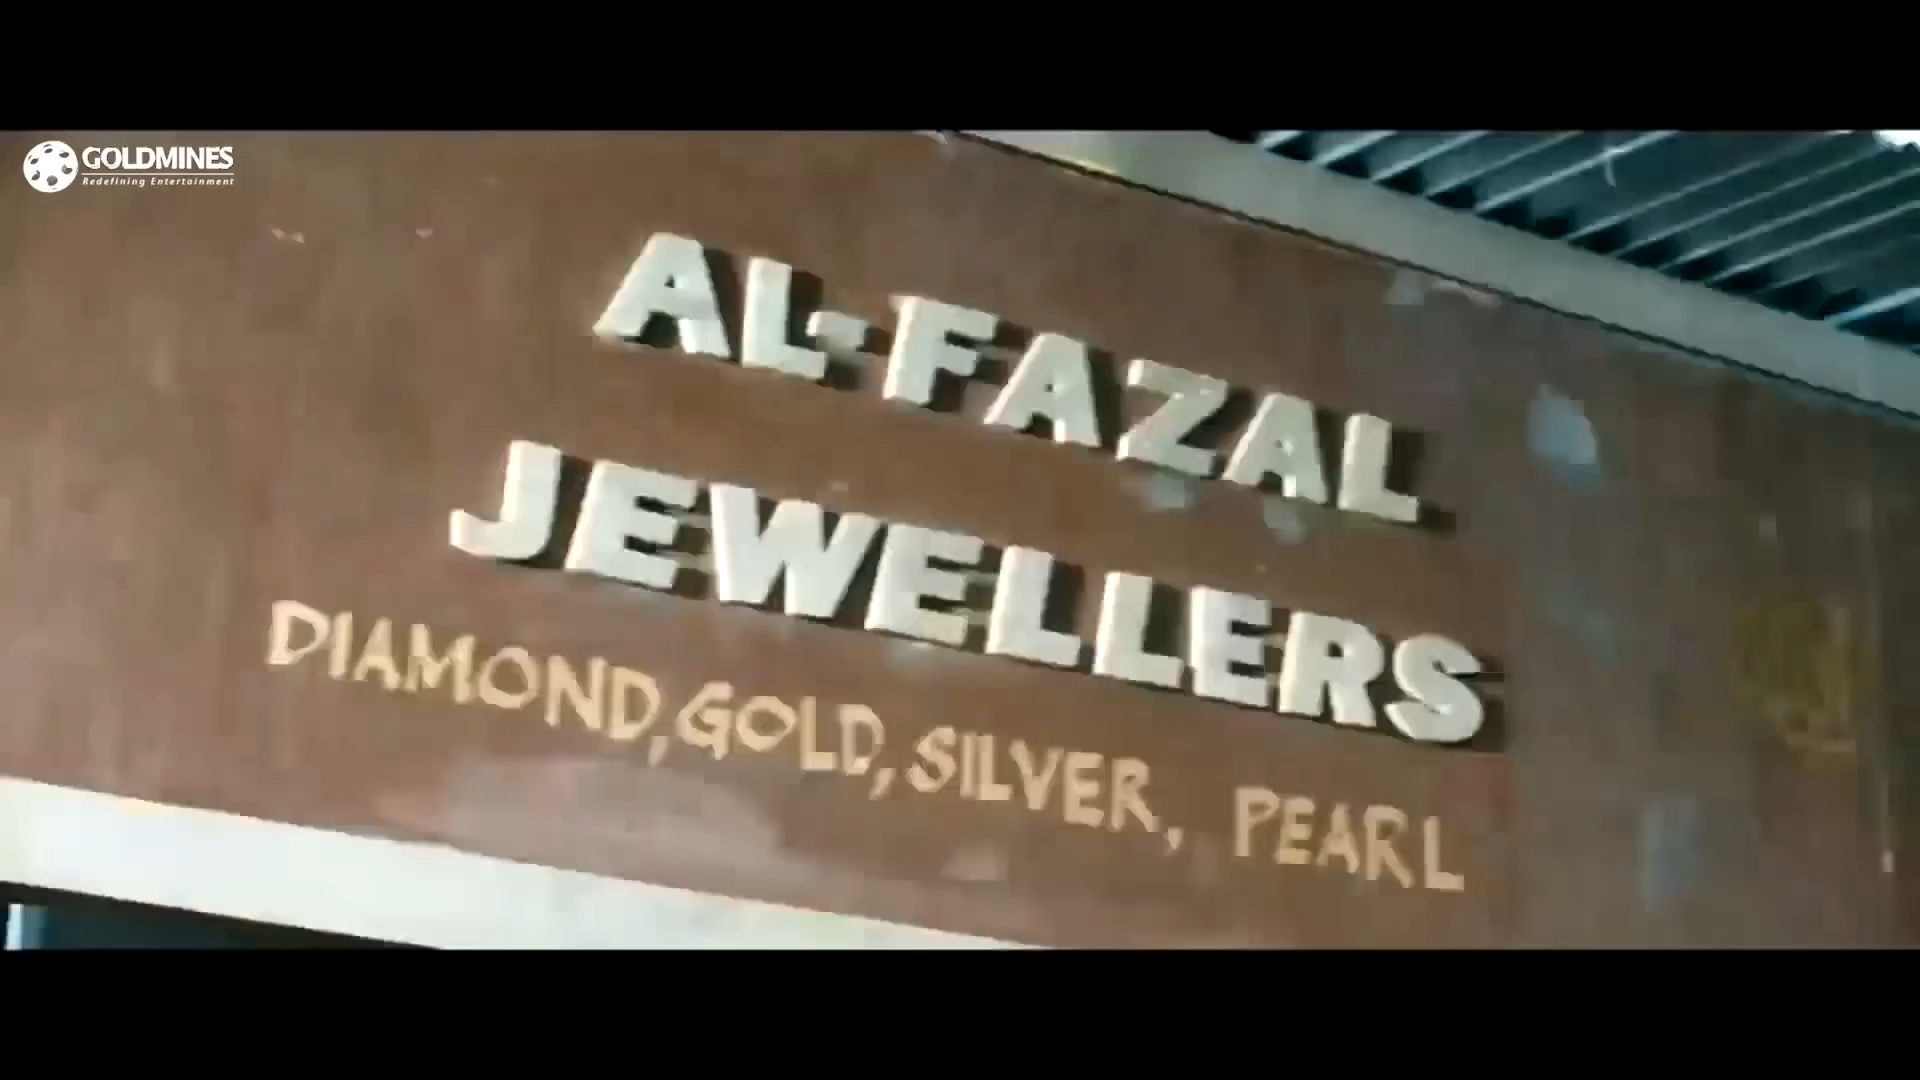 GOLDMINES
Redefining Entertainment
AL-FAZAL
JEWELLERS
DIAMOND, GOLD, SILVER, PEARL